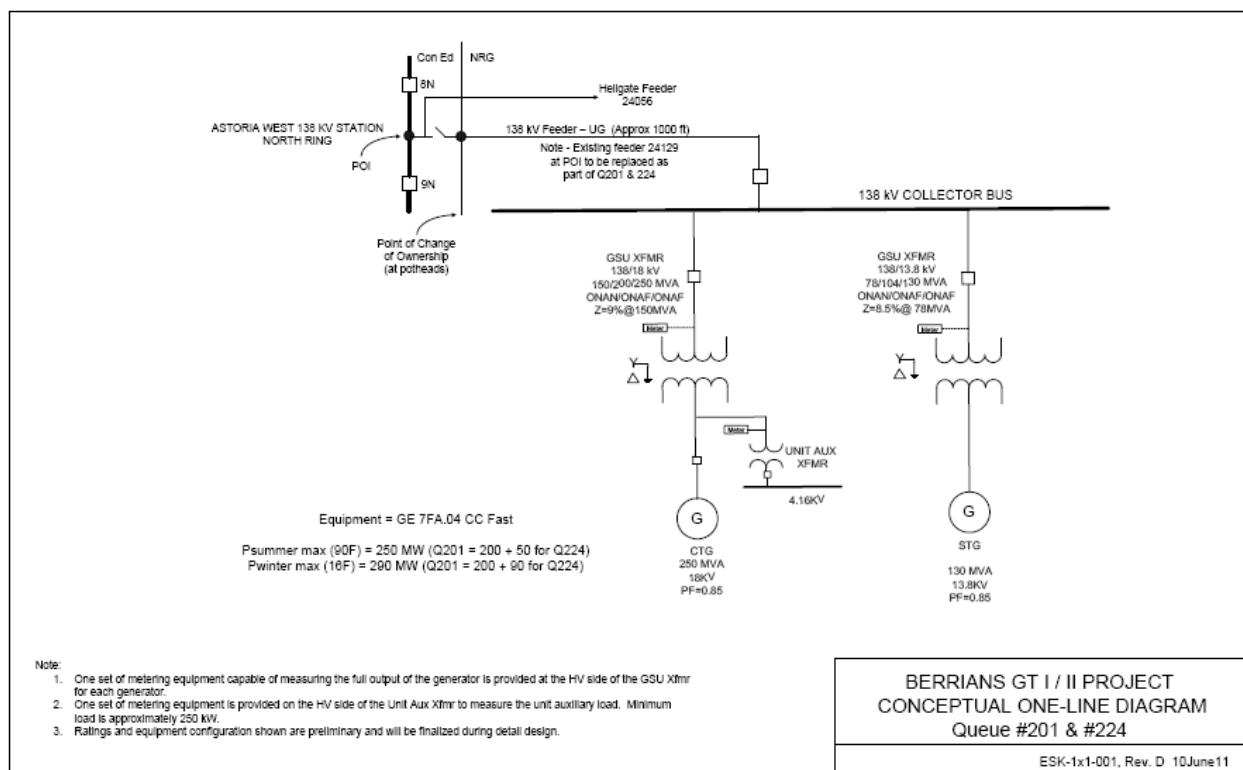 Con Ed
NRG
8N
Hellgate Feeder
24056
ASTORIA WEST 138 KV STATION
NORTH RING
138 kV Feeder – UG (Approx 1000 ft)
POI
Note - Existing feeder 24129
at POI to be replaced as
part of Q201 & 224
9N
138 kV COLLECTOR BUS
Point of Change
of Ownership
(at potheads)
GSU XFMR
138/18 kV
150/200/250 MVA
ONAN/ONAF/ONAF
Z=9%@150MVA
Meter
Y
Δ
GSU XFMR
138/13.8 kV
78/104/130 MVA
ONAN/ONAF/ONAF
Z=8.5%@ 78MVA
Meter
Y
Δ
Meter
UNIT AUX
XFMR
4.16KV
G
CTG
250 MVA
18KV
PF=0.85
G
STG
130 MVA
13.8KV
PF=0.85
Equipment = GE 7FA.04 CC Fast
Psummer max (90F) = 250 MW (Q201 = 200 + 50 for Q224)
Pwinter max (16F) = 290 MW (Q201 = 200 + 90 for Q224)
Note:
1. One set of metering equipment capable of measuring the full output of the generator is provided at the HV side of the GSU Xfmr
for each generator.
2. One set of metering equipment is provided on the HV side of the Unit Aux Xfmr to measure the unit auxiliary load. Minimum
load is approximately 250 kW.
3. Ratings and equipment configuration shown are preliminary and will be finalized during detail design.
BERRIANS GT I / II PROJECT
CONCEPTUAL ONE-LINE DIAGRAM
Queue #201 & #224
ESK-1x1-001, Rev. D 10June11